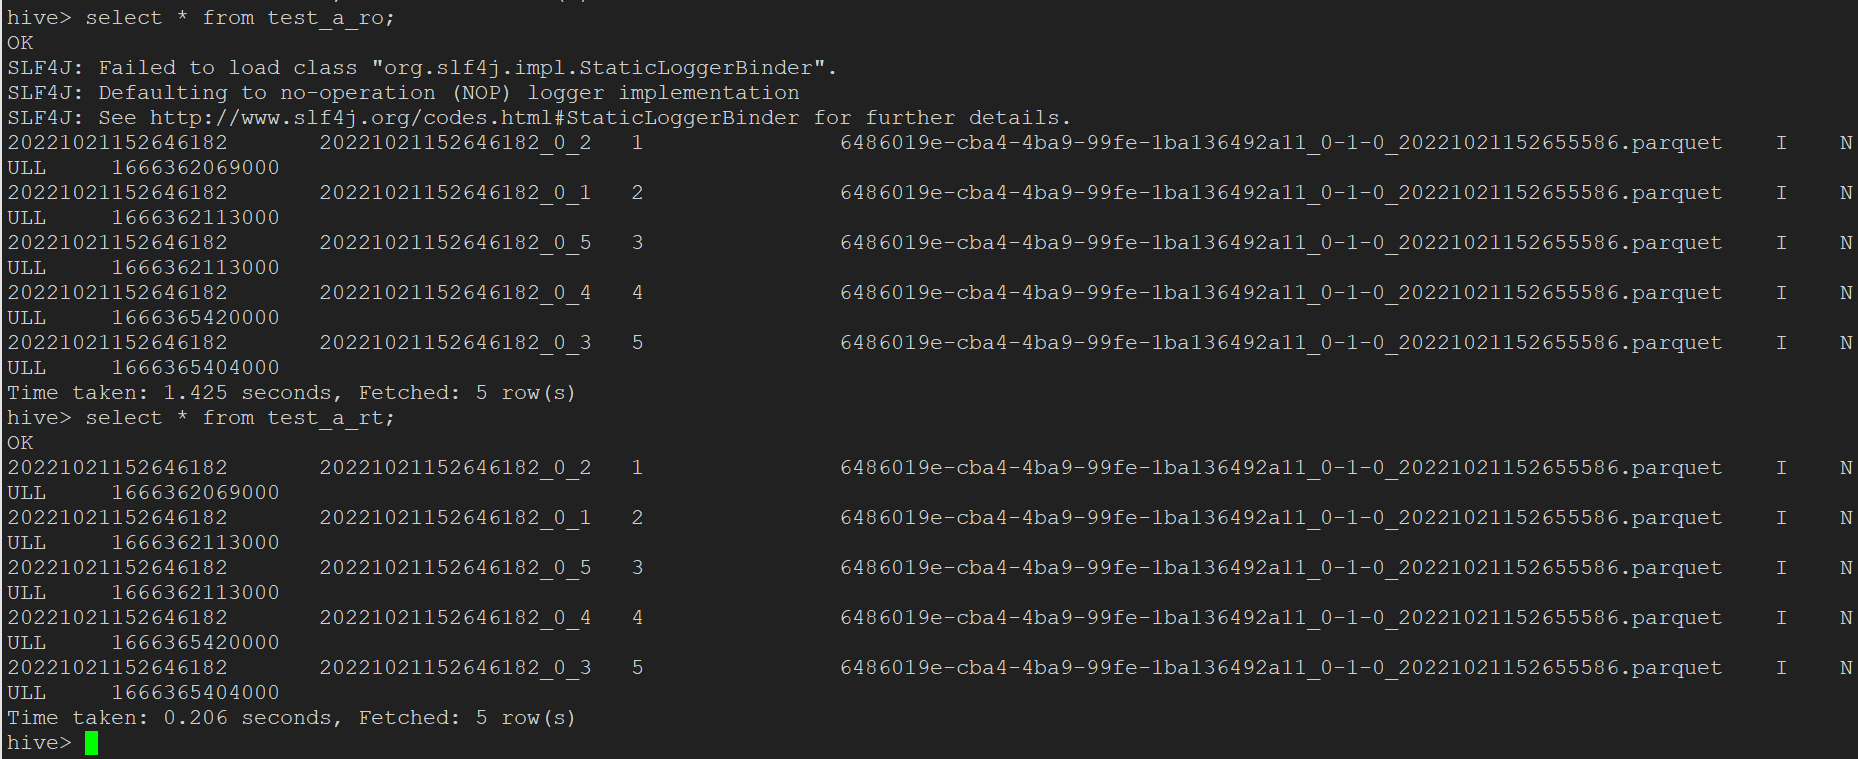 hive> select * from test_a_ro;
OK
SLF4J: Failed to load class "org.slf4j.impl.StaticLoggerBinder".
SLF4J: Defaulting to no-operation (NOP) logger implementation
SLF4J: See http://www.slf4j.org/codes.html#StaticLoggerBinder for further details.
20221021152646182 20221021152646182_0_2 1 6486019e-cba4-4ba9-99fe-1ba136492a11_0-1-0_20221021152655586.parquet I N
ULL 1666362069000
20221021152646182 20221021152646182_0_1 2 6486019e-cba4-4ba9-99fe-1ba136492a11_0-1-0_20221021152655586.parquet I N
ULL 1666362113000
20221021152646182 20221021152646182_0_5 3 6486019e-cba4-4ba9-99fe-1ba136492a11_0-1-0_20221021152655586.parquet I N
ULL 1666362113000
20221021152646182 20221021152646182_0_4 4 6486019e-cba4-4ba9-99fe-1ba136492a11_0-1-0_20221021152655586.parquet I N
ULL 1666365420000
20221021152646182 20221021152646182_0_3 5 6486019e-cba4-4ba9-99fe-1ba136492a11_0-1-0_20221021152655586.parquet I N
ULL 1666365404000
Time taken: 1.425 seconds, Fetched: 5 row(s)
hive> select * from test_a_rt;
OK
20221021152646182 20221021152646182_0_2 1 6486019e-cba4-4ba9-99fe-1ba136492a11_0-1-0_20221021152655586.parquet I N
ULL 1666362069000
20221021152646182 20221021152646182_0_1 2 6486019e-cba4-4ba9-99fe-1ba136492a11_0-1-0_20221021152655586.parquet I N
ULL 1666362113000
20221021152646182 20221021152646182_0_5 3 6486019e-cba4-4ba9-99fe-1ba136492a11_0-1-0_20221021152655586.parquet I N
ULL 1666362113000
20221021152646182 20221021152646182_0_4 4 6486019e-cba4-4ba9-99fe-1ba136492a11_0-1-0_20221021152655586.parquet I N
ULL 1666365420000
20221021152646182 20221021152646182_0_3 5 6486019e-cba4-4ba9-99fe-1ba136492a11_0-1-0_20221021152655586.parquet I N
ULL 1666365404000
Time taken: 0.206 seconds, Fetched: 5 row(s)
hive>